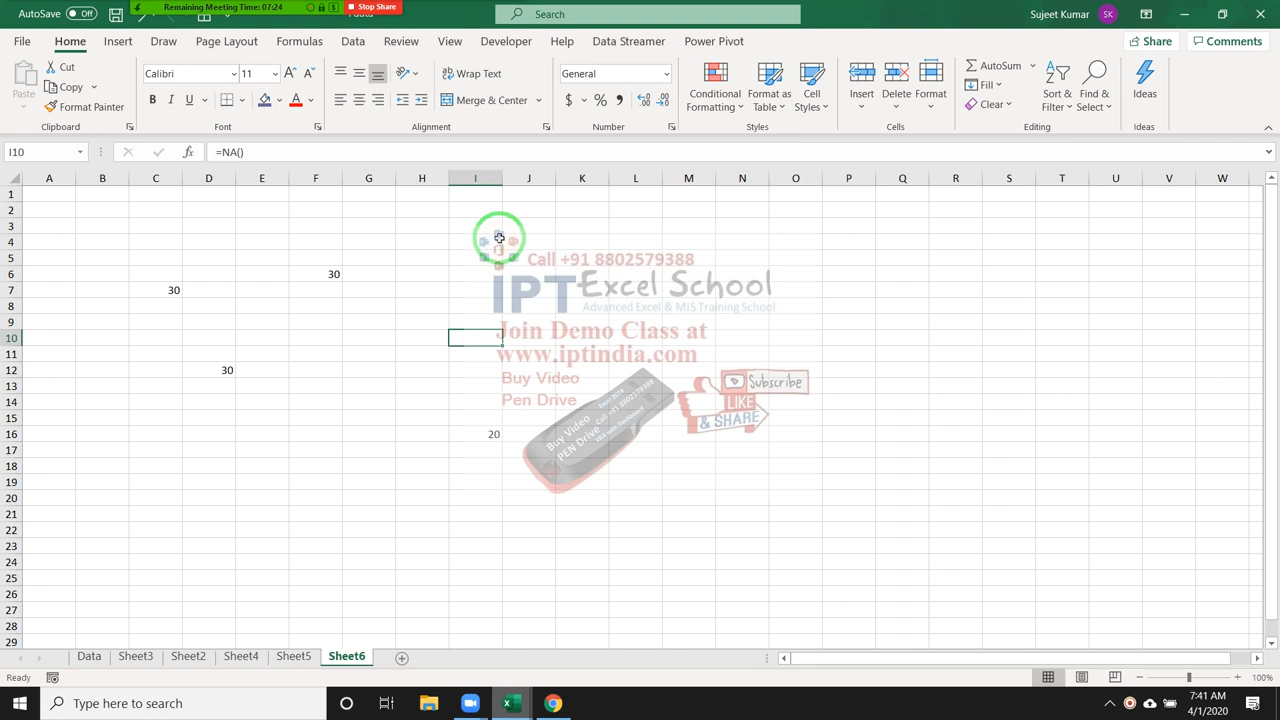 AutoSave Off
Remaining Meeting Time: 07:24
Stop Share
Search
Sujeet Kumar SK
File Home Insert Draw Page Layout Formulas Data Review View Developer Help Data Streamer Power Pivot Share Comments
Paste Cut Copy Format Painter Clipboard
Calibri 11 B I U A Font
Wrap Text Merge & Center Alignment
General $ % , Number
Conditional Formatting Format as Table Cell Styles Styles
Insert Delete Format Cells
AutoSum Fill Clear Sort & Filter Find & Select Editing
Ideas Ideas
I10 fx =NA()
A B C D E F G H I J K L M N O P Q R S T U V W
1
2
3
4
5 Call +91 8802579388
6 30 IPT Excel School
7 30
8 Advanced Excel & MIS Training School
9
10 Join Demo Class at
11 www.iptindia.com
12 30
13 Buy Video Subscribe
14 Pen Drive LIKE
15 & SHARE
16 20 Buy Video
17 PEN Drive
Call +91 8802579388
18
19
20
21
22
23
24
25
26
27
28
29
Data Sheet3 Sheet2 Sheet4 Sheet5 Sheet6
Ready 100%
Type here to search
7:41 AM
4/1/2020